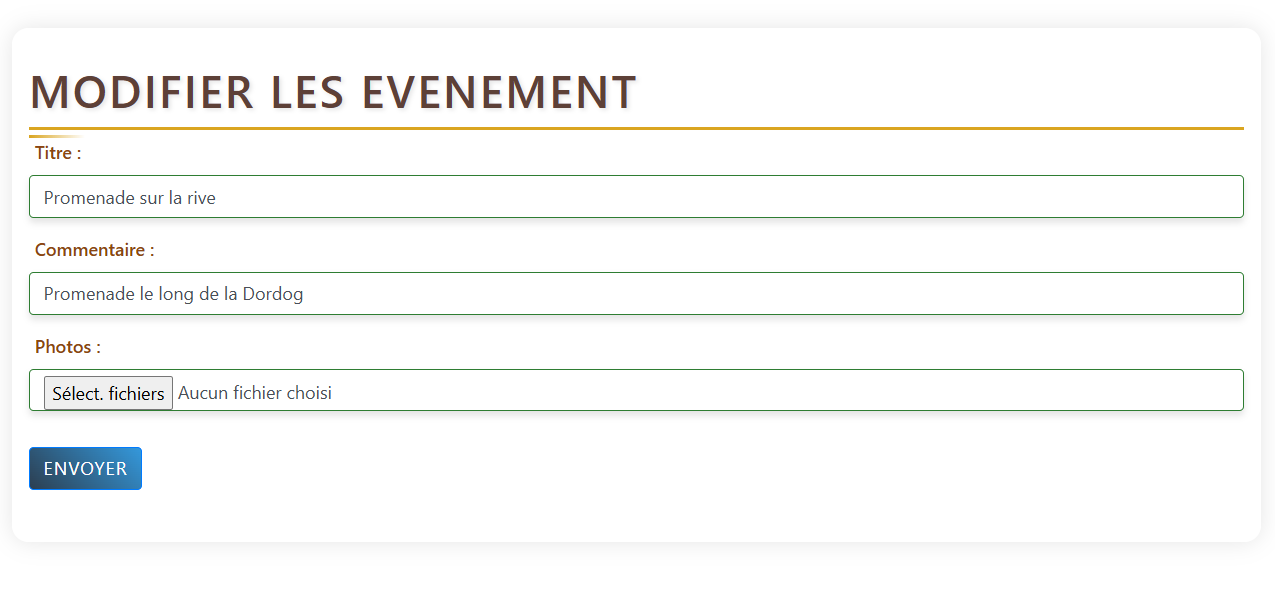 MODIFIER LES EVENEMENT
Titre :
Promenade sur la rive
Commentaire :
Promenade le long de la Dordog
Photos :
Sélect. fichiers Aucun fichier choisi
ENVOYER